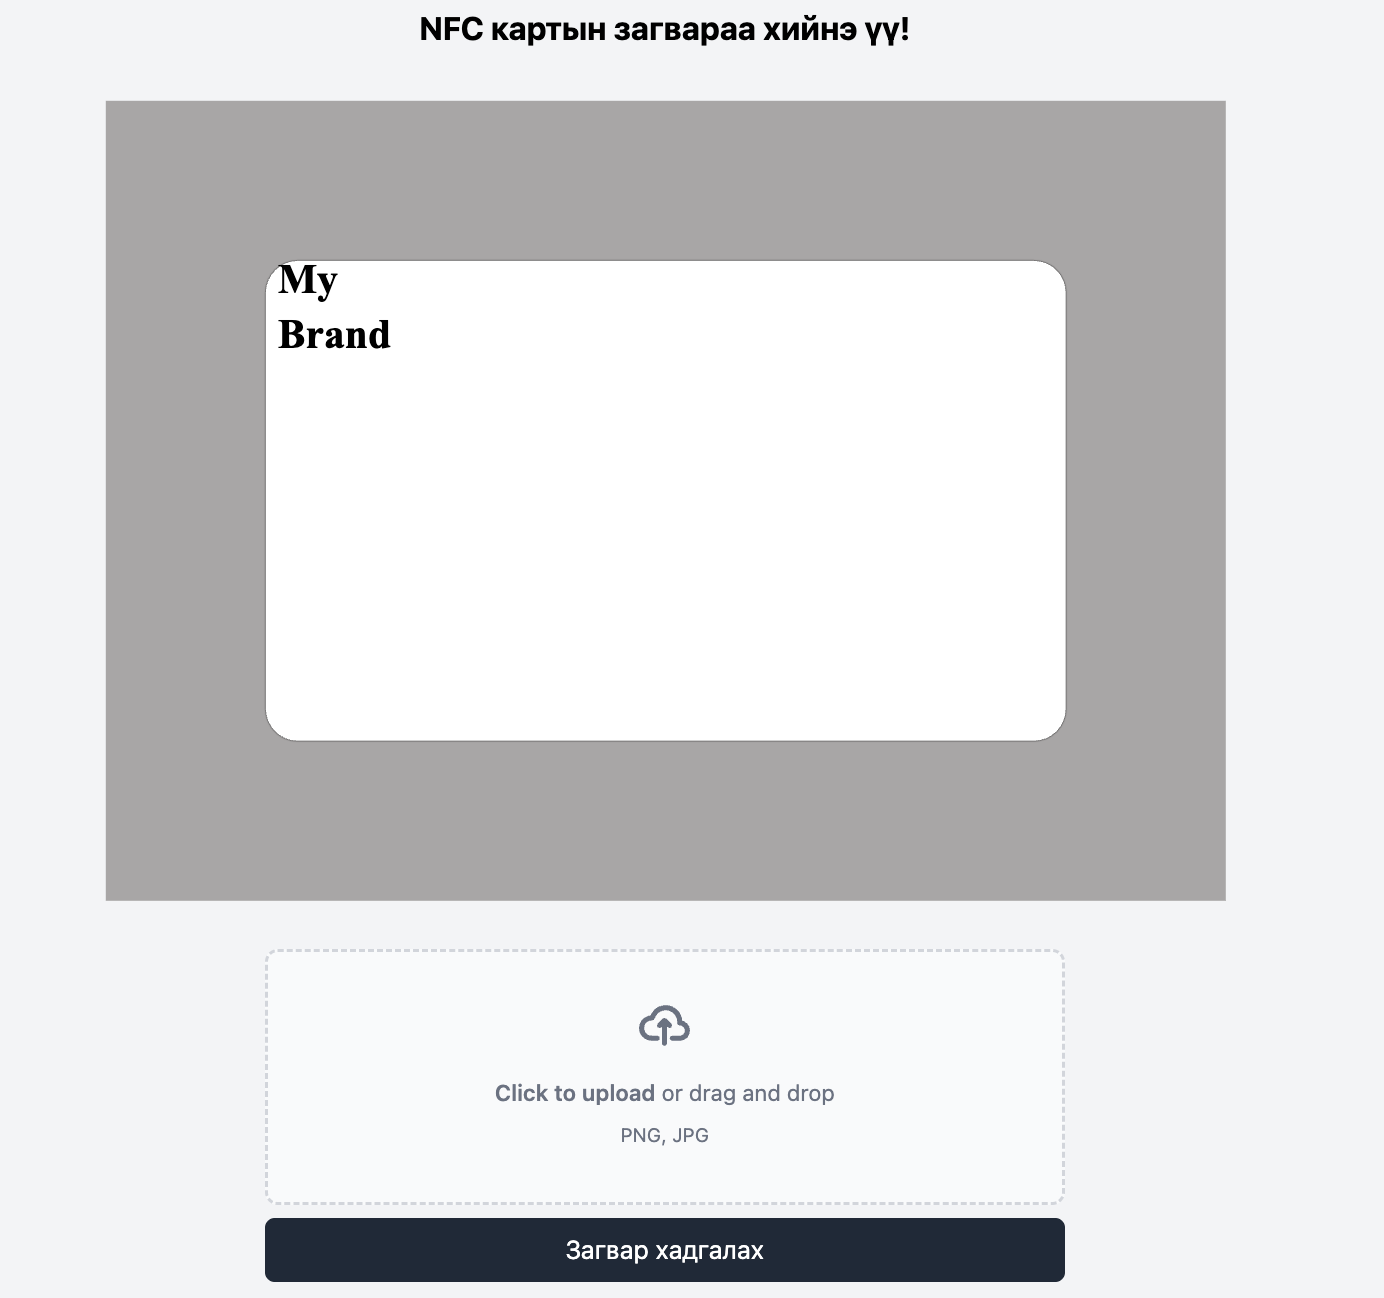 NFC картын загвараа хийнэ үү!
My
Brand
Click to upload or drag and drop
PNG, JPG
Загвар хадгалах